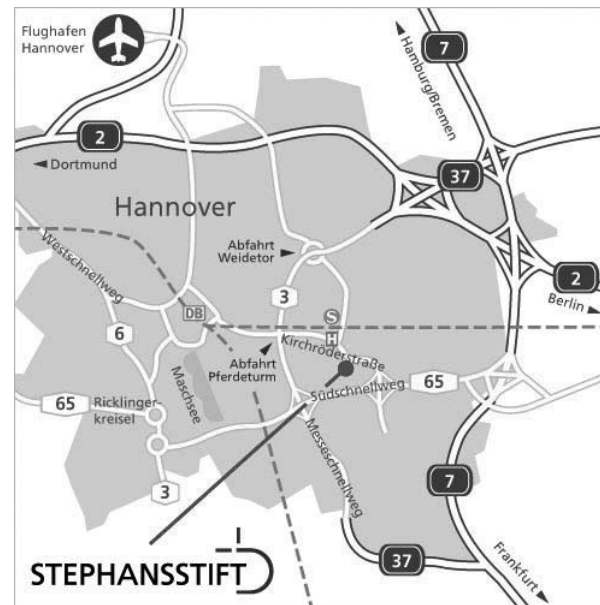 Flughafen
Hannover
7
Hamburg/Bremen
2
Dortmund
37
Hannover
Westschnellweg
Abfahrt
Weidetor
3
2
Berlin
6
DB
S
H
Kirchröderstraße
Abfahrt
Pferdeturm
Maschsee
Südschnellweg
65
65
Ricklinger-
kreisel
3
Messeschnellweg
7
37
Frankfurt
STEPHANSSTIFT